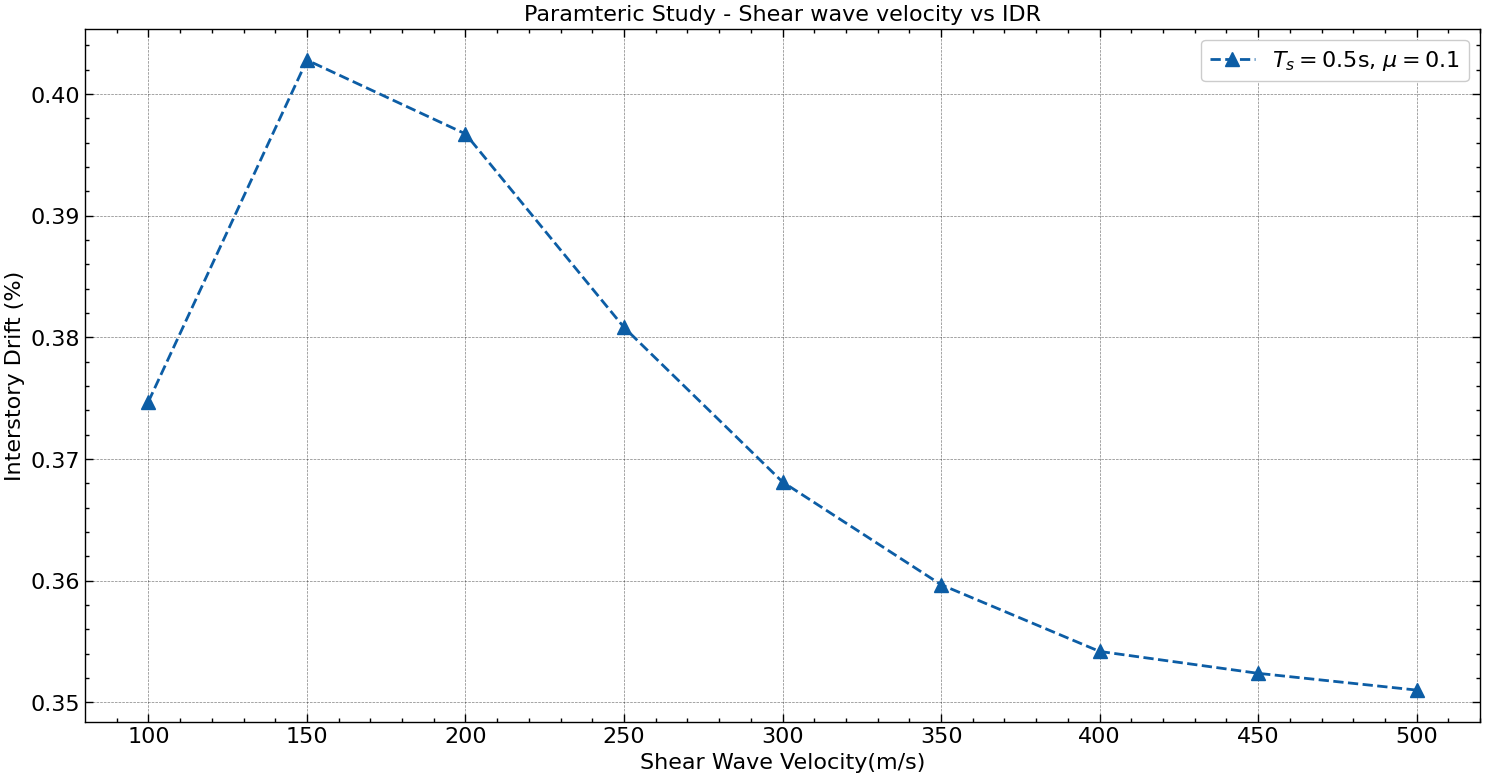 Paramteric Study - Shear wave velocity vs IDR
T_s = 0.5s, μ = 0.1
Interstory Drift (%)
0.40
0.39
0.38
0.37
0.36
0.35
100 150 200 250 300 350 400 450 500
Shear Wave Velocity(m/s)